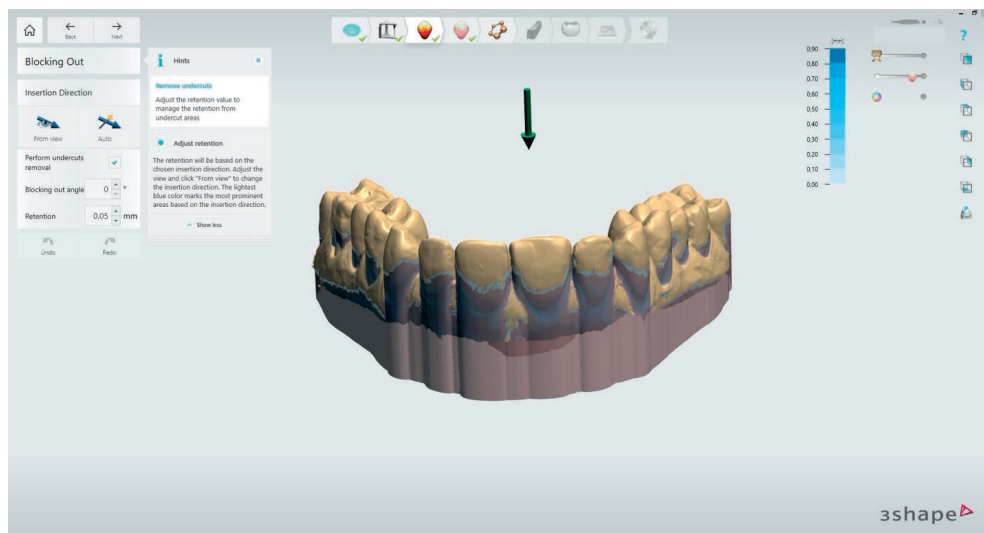 Back
Next
Blocking Out
Insertion Direction
From view
Auto
Perform undercuts
removal
Blocking out angle 0 °
Retention 0.05 mm
Undo
Redo
Hints
Remove undercuts
Adjust the retention value to
manage the retention from
undercut areas
Adjust retention
The retention will be based on the
chosen insertion direction. Adjust the
view and click "From view" to change
the insertion direction. The lightest
blue color marks the most prominent
areas based on the insertion direction.
Show less
[mm]
0,90
0,80
0,70
0,60
0,50
0,40
0,30
0,20
0,10
0,00
?
3shape